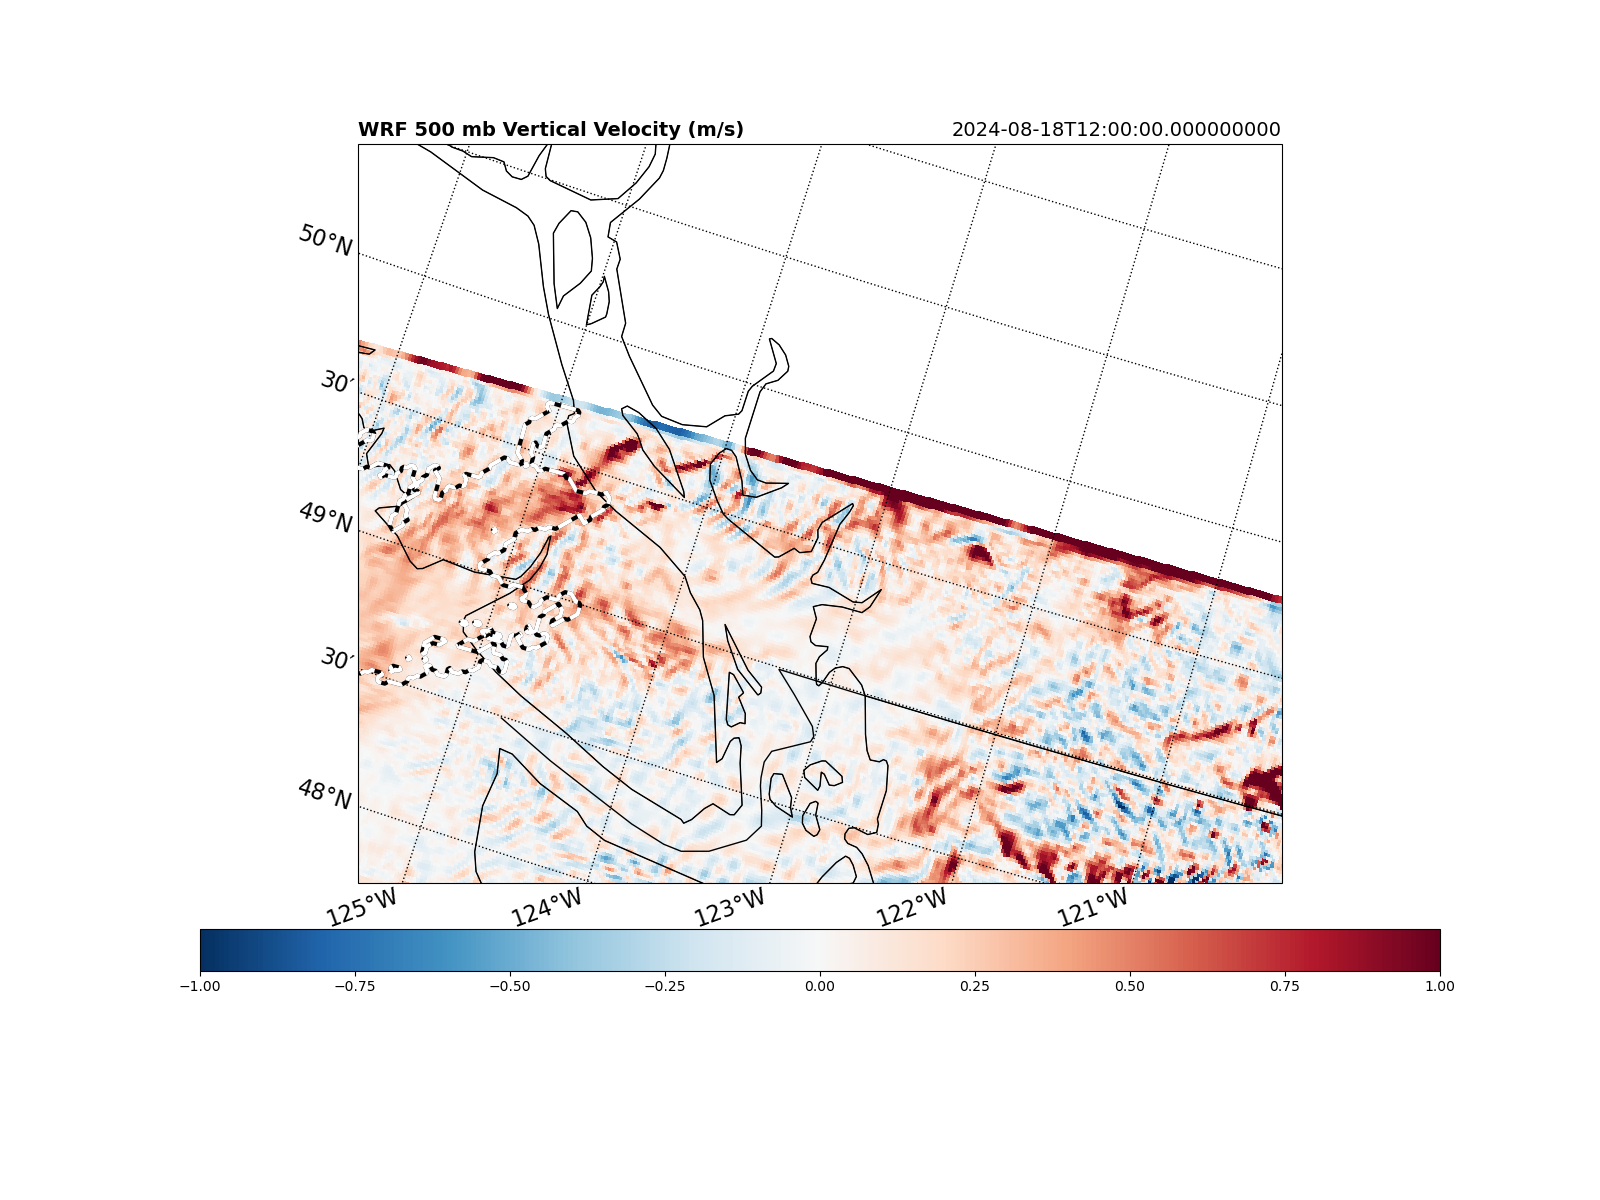 WRF 500 mb Vertical Velocity (m/s)
2024-08-18T12:00:00.000000000
50°N
30′
49°N
30′
48°N
125°W
124°W
123°W
122°W
121°W
−1.00
−0.75
−0.50
−0.25
0.00
0.25
0.50
0.75
1.00